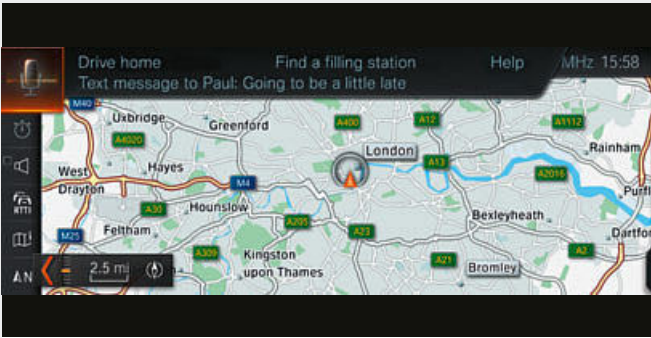 Drive home Find a filling station Help MHz 15:58
Text message to Paul: Going to be a little late
M40
Uxbridge
Greenford
A400
A12
A1112
A4020
London
Rainham
West
Drayton
Hayes
M4
A13
A2016
Purfl
A30
Hounslow
A205
Bexleyheath
RTTI
M25
Feltham
A23
Dartfor
A309
Kingston
upon Thames
A21
A2
Bromley
AN
2.5 mi